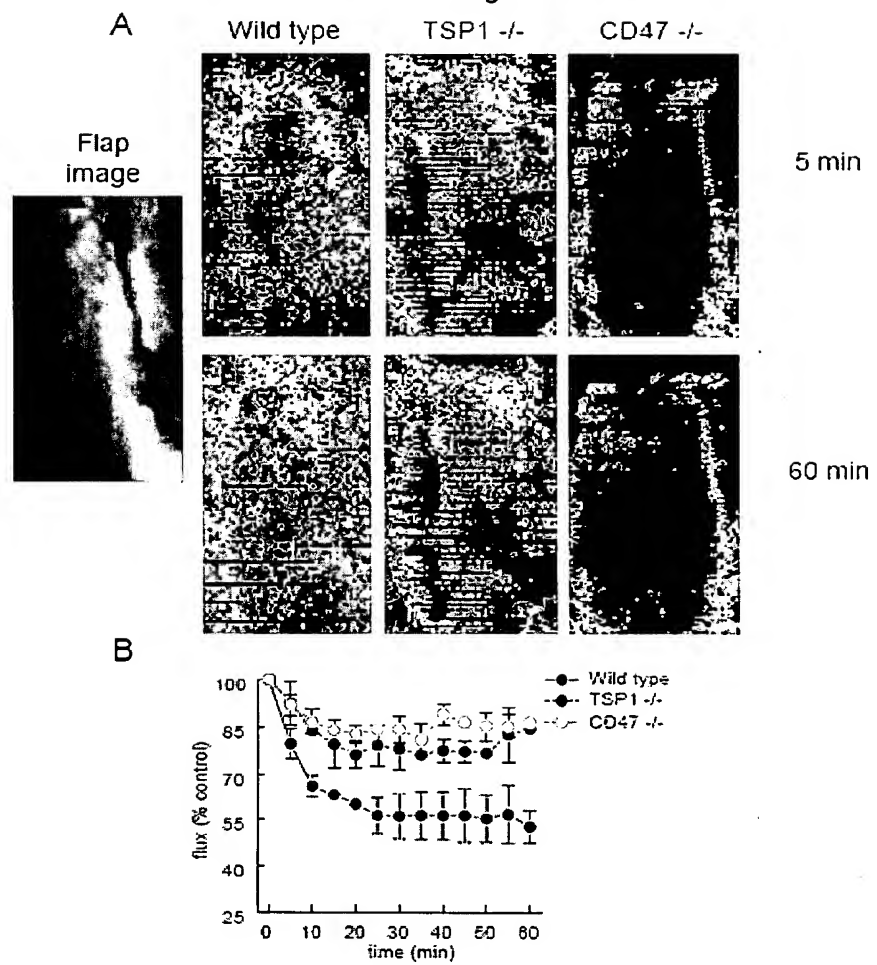 A
Wild type
TSP1 -/-
CD47 -/-
Flap
image
5 min
60 min
B
Wild type
TSP1 -/-
CD47 -/-
flux (% control)
100
85
70
55
40
25
0 10 20 30 40 50 60
time (min)